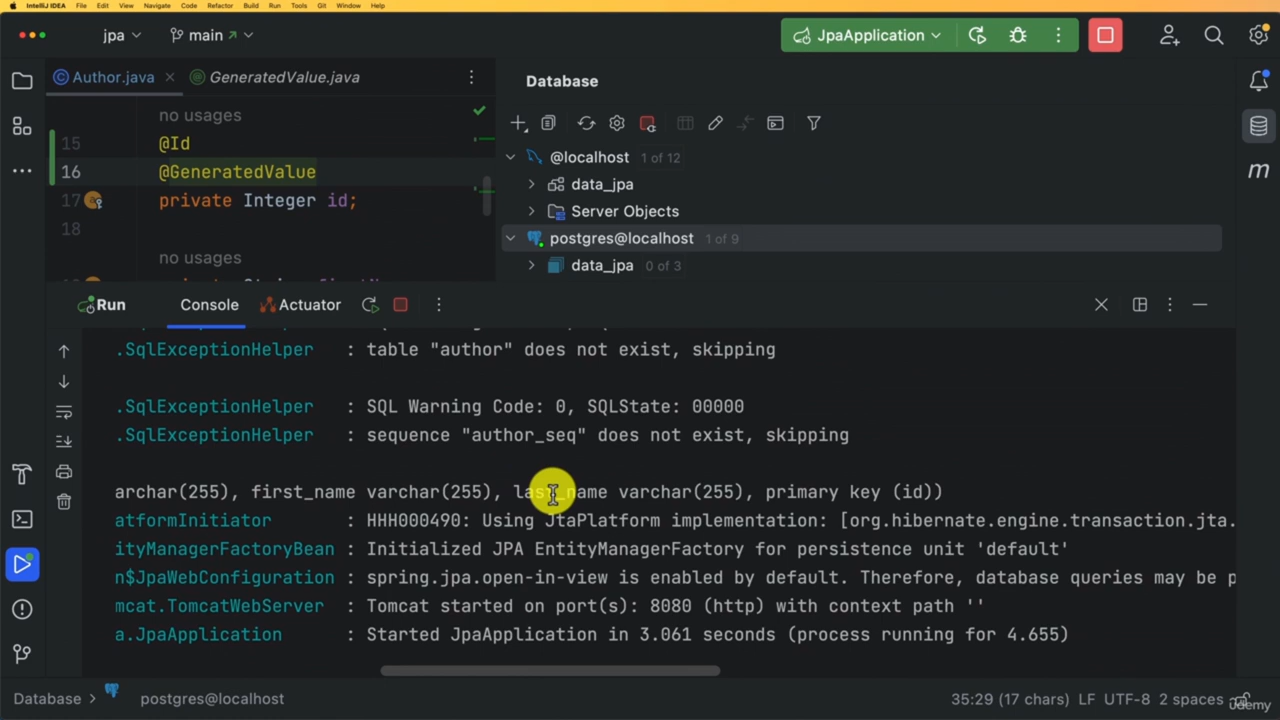 IntelliJ IDEA File Edit View Navigate Code Refactor Build Run Tools Git Window Help
jpa main JpaApplication
Author.java GeneratedValue.java Database
no usages
15 @Id
16 @GeneratedValue
17 private Integer id;
18
no usages
@localhost 1 of 12
data_jpa
Server Objects
postgres@localhost 1 of 9
data_jpa 0 of 3
Run Console Actuator
.SqlExceptionHelper : table "author" does not exist, skipping
.SqlExceptionHelper : SQL Warning Code: 0, SQLState: 00000
.SqlExceptionHelper : sequence "author_seq" does not exist, skipping
archar(255), first_name varchar(255), last_name varchar(255), primary key (id))
atformInitiator : HHH000490: Using JtaPlatform implementation: [org.hibernate.engine.transaction.jta.
ityManagerFactoryBean : Initialized JPA EntityManagerFactory for persistence unit 'default'
n$JpaWebConfiguration : spring.jpa.open-in-view is enabled by default. Therefore, database queries may be p
mcat.TomcatWebServer : Tomcat started on port(s): 8080 (http) with context path ''
a.JpaApplication : Started JpaApplication in 3.061 seconds (process running for 4.655)
Database postgres@localhost 35:29 (17 chars) LF UTF-8 2 spaces
udemy